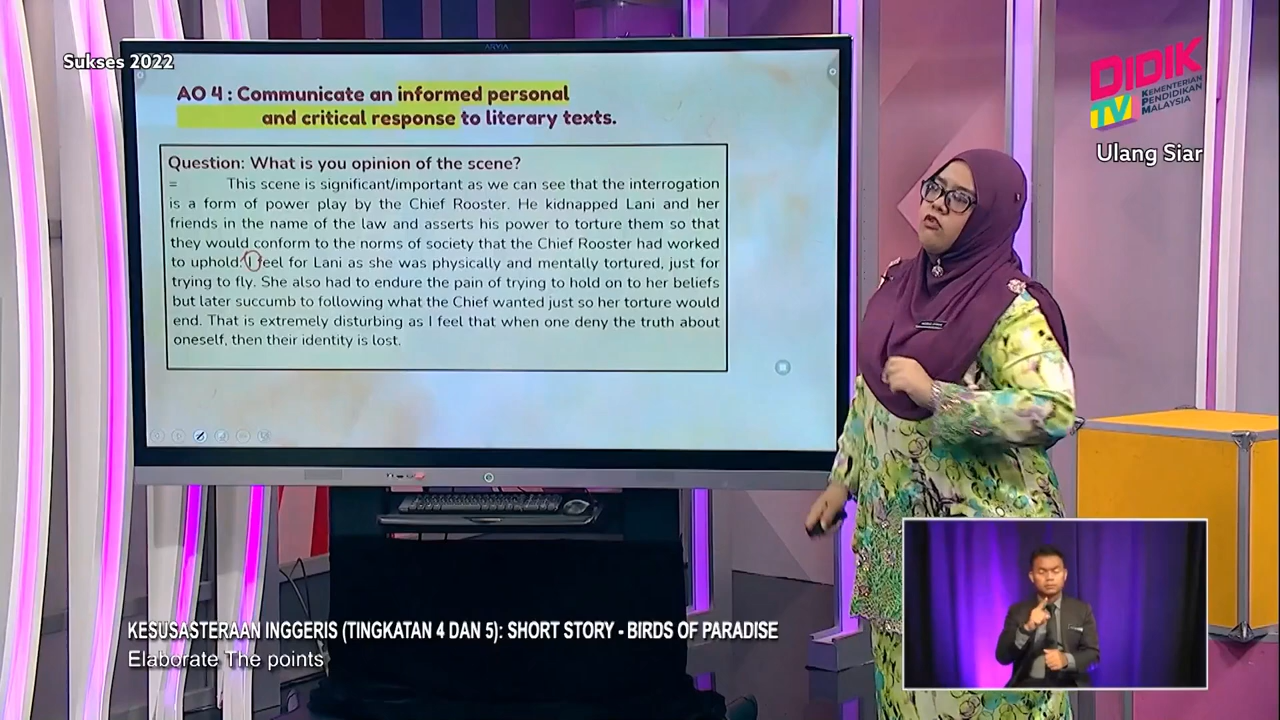 ANVIA
Sukses 2022
AO 4 : Communicate an informed personal
and critical response to literary texts.
Question: What is you opinion of the scene?
= This scene is significant/important as we can see that the interrogation
is a form of power play by the Chief Rooster. He kidnapped Lani and her
friends in the name of the law and asserts his power to torture them so that
they would conform to the norms of society that the Chief Rooster had worked
to uphold. I feel for Lani as she was physically and mentally tortured, just for
trying to fly. She also had to endure the pain of trying to hold on to her beliefs
but later succumb to following what the Chief wanted just so her torture would
end. That is extremely disturbing as I feel that when one deny the truth about
oneself, then their identity is lost.
DIDIK
TV
KEMENTERIAN
PENDIDIKAN
MALAYSIA
Ulang Siar
KESUSASTERAAN INGGERIS (TINGKATAN 4 DAN 5): SHORT STORY - BIRDS OF PARADISE
Elaborate The points